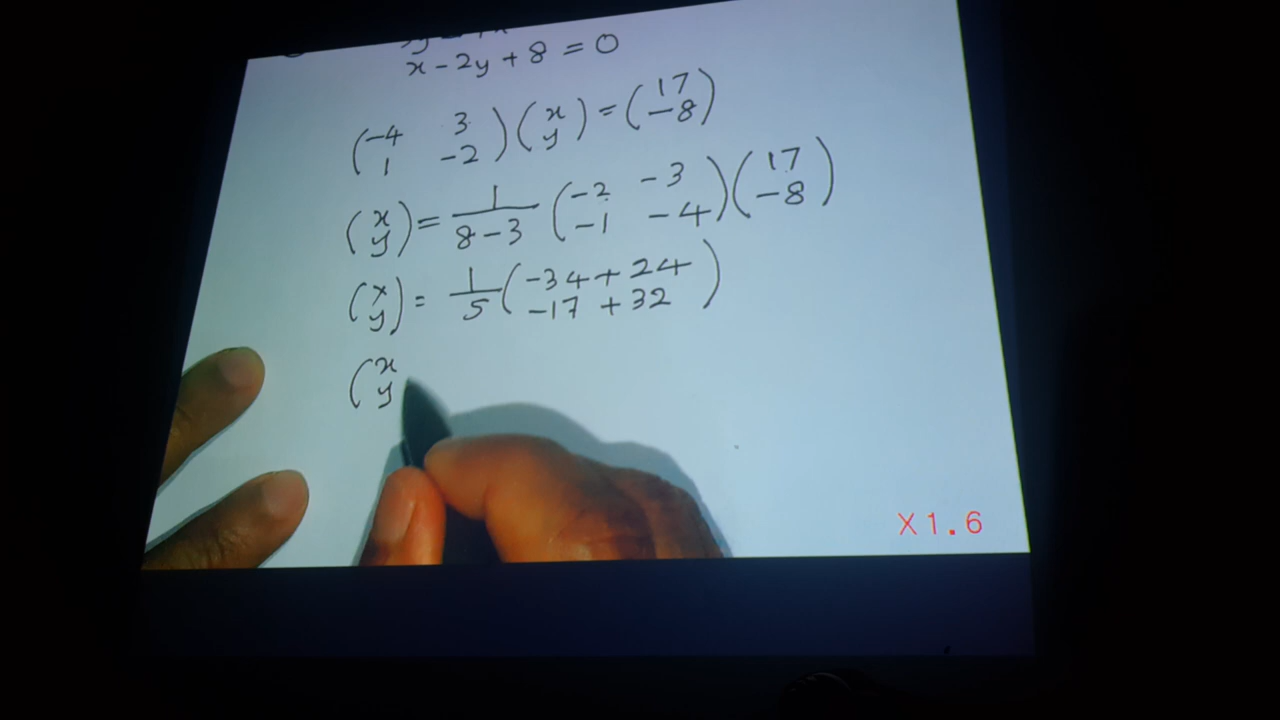 x - 2y + 8 = 0
(-4 3 ; 1 -2)(x ; y) = (17 ; -8)
(x ; y) = 1/(8-3) (-2 -3 ; -1 -4)(17 ; -8)
(x ; y) = 1/5 (-34 + 24 ; -17 + 32)
(x ; y
X1.6